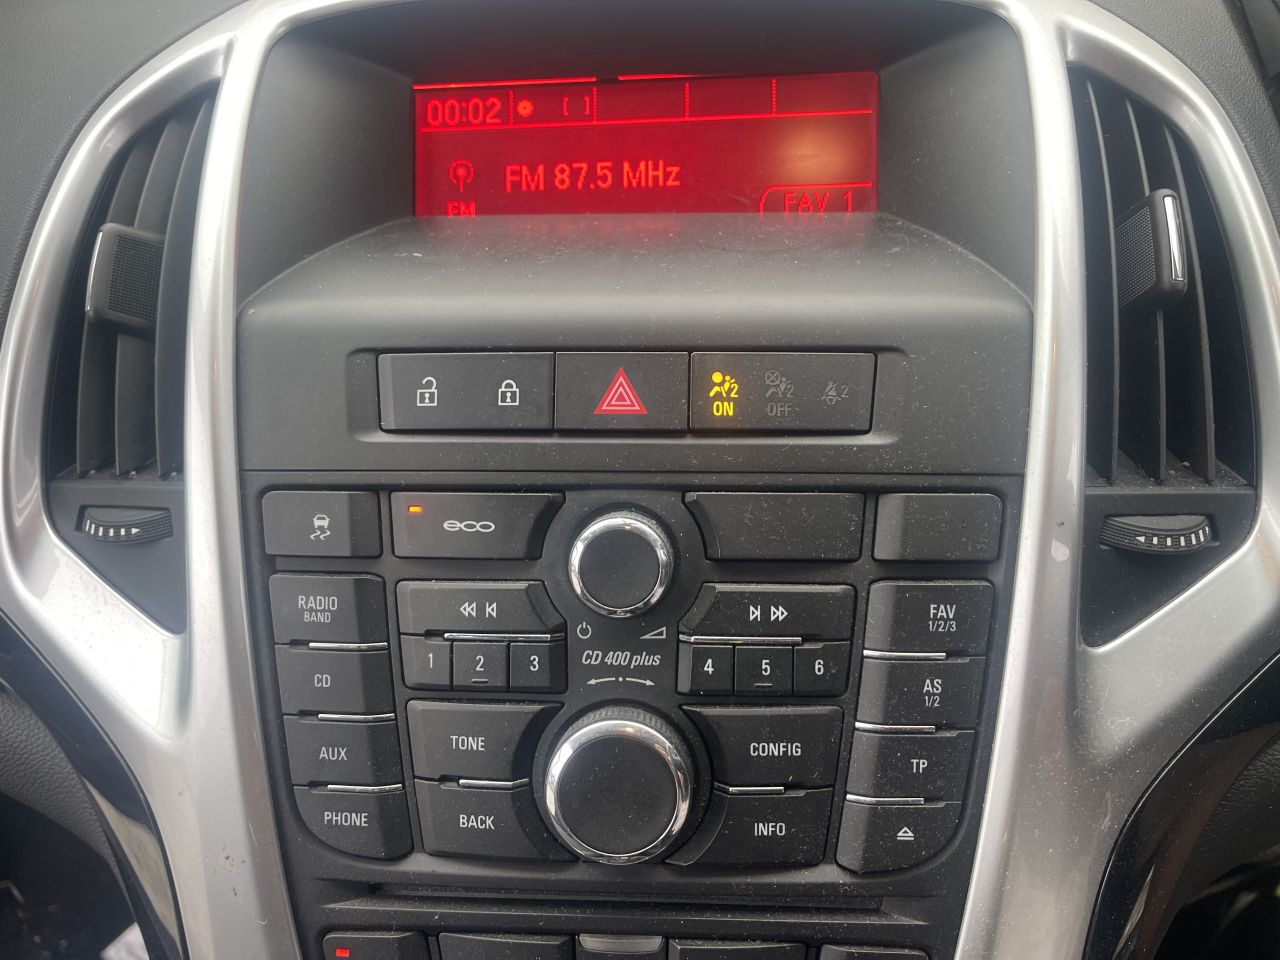 00:02 [ ]
FM 87.5 MHz
FM
FAV 1
2 2 2
ON OFF
eco
RADIO
BAND
FAV
1/2/3
1 2 3
CD 400 plus
4 5 6
CD
AS
1/2
AUX
TONE
CONFIG
TP
PHONE
BACK
INFO